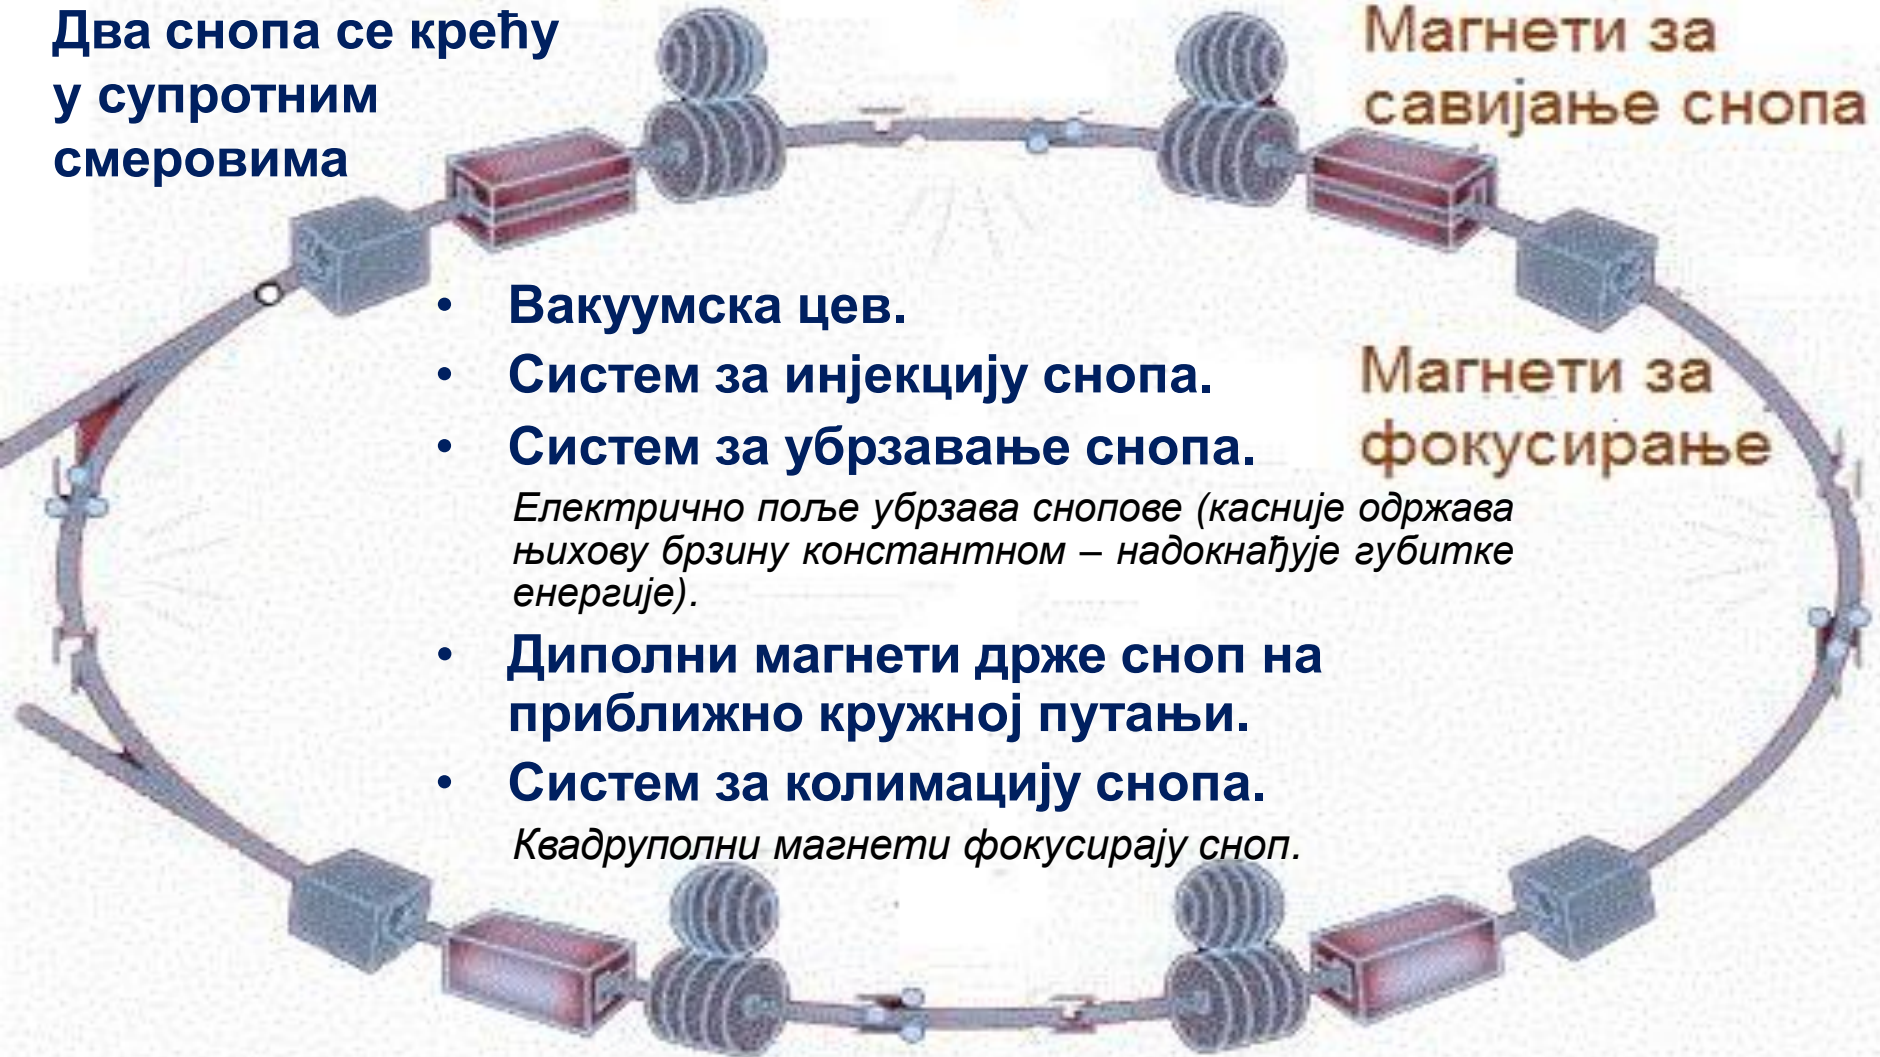 Два снопа се крећу
у супротним
смеровима
Магнети за
савијање снопа
• Вакуумска цев.
• Систем за инјекцију снопа.
Магнети за
фокусирање
• Систем за убрзавање снопа.
Електрично поље убрзава снопове (касније одржава
њихову брзину константном – надокнађује губитке
енергије).
• Диполни магнети држе сноп на
приближно кружној путањи.
• Систем за колимацију снопа.
Квадруполни магнети фокусирају сноп.